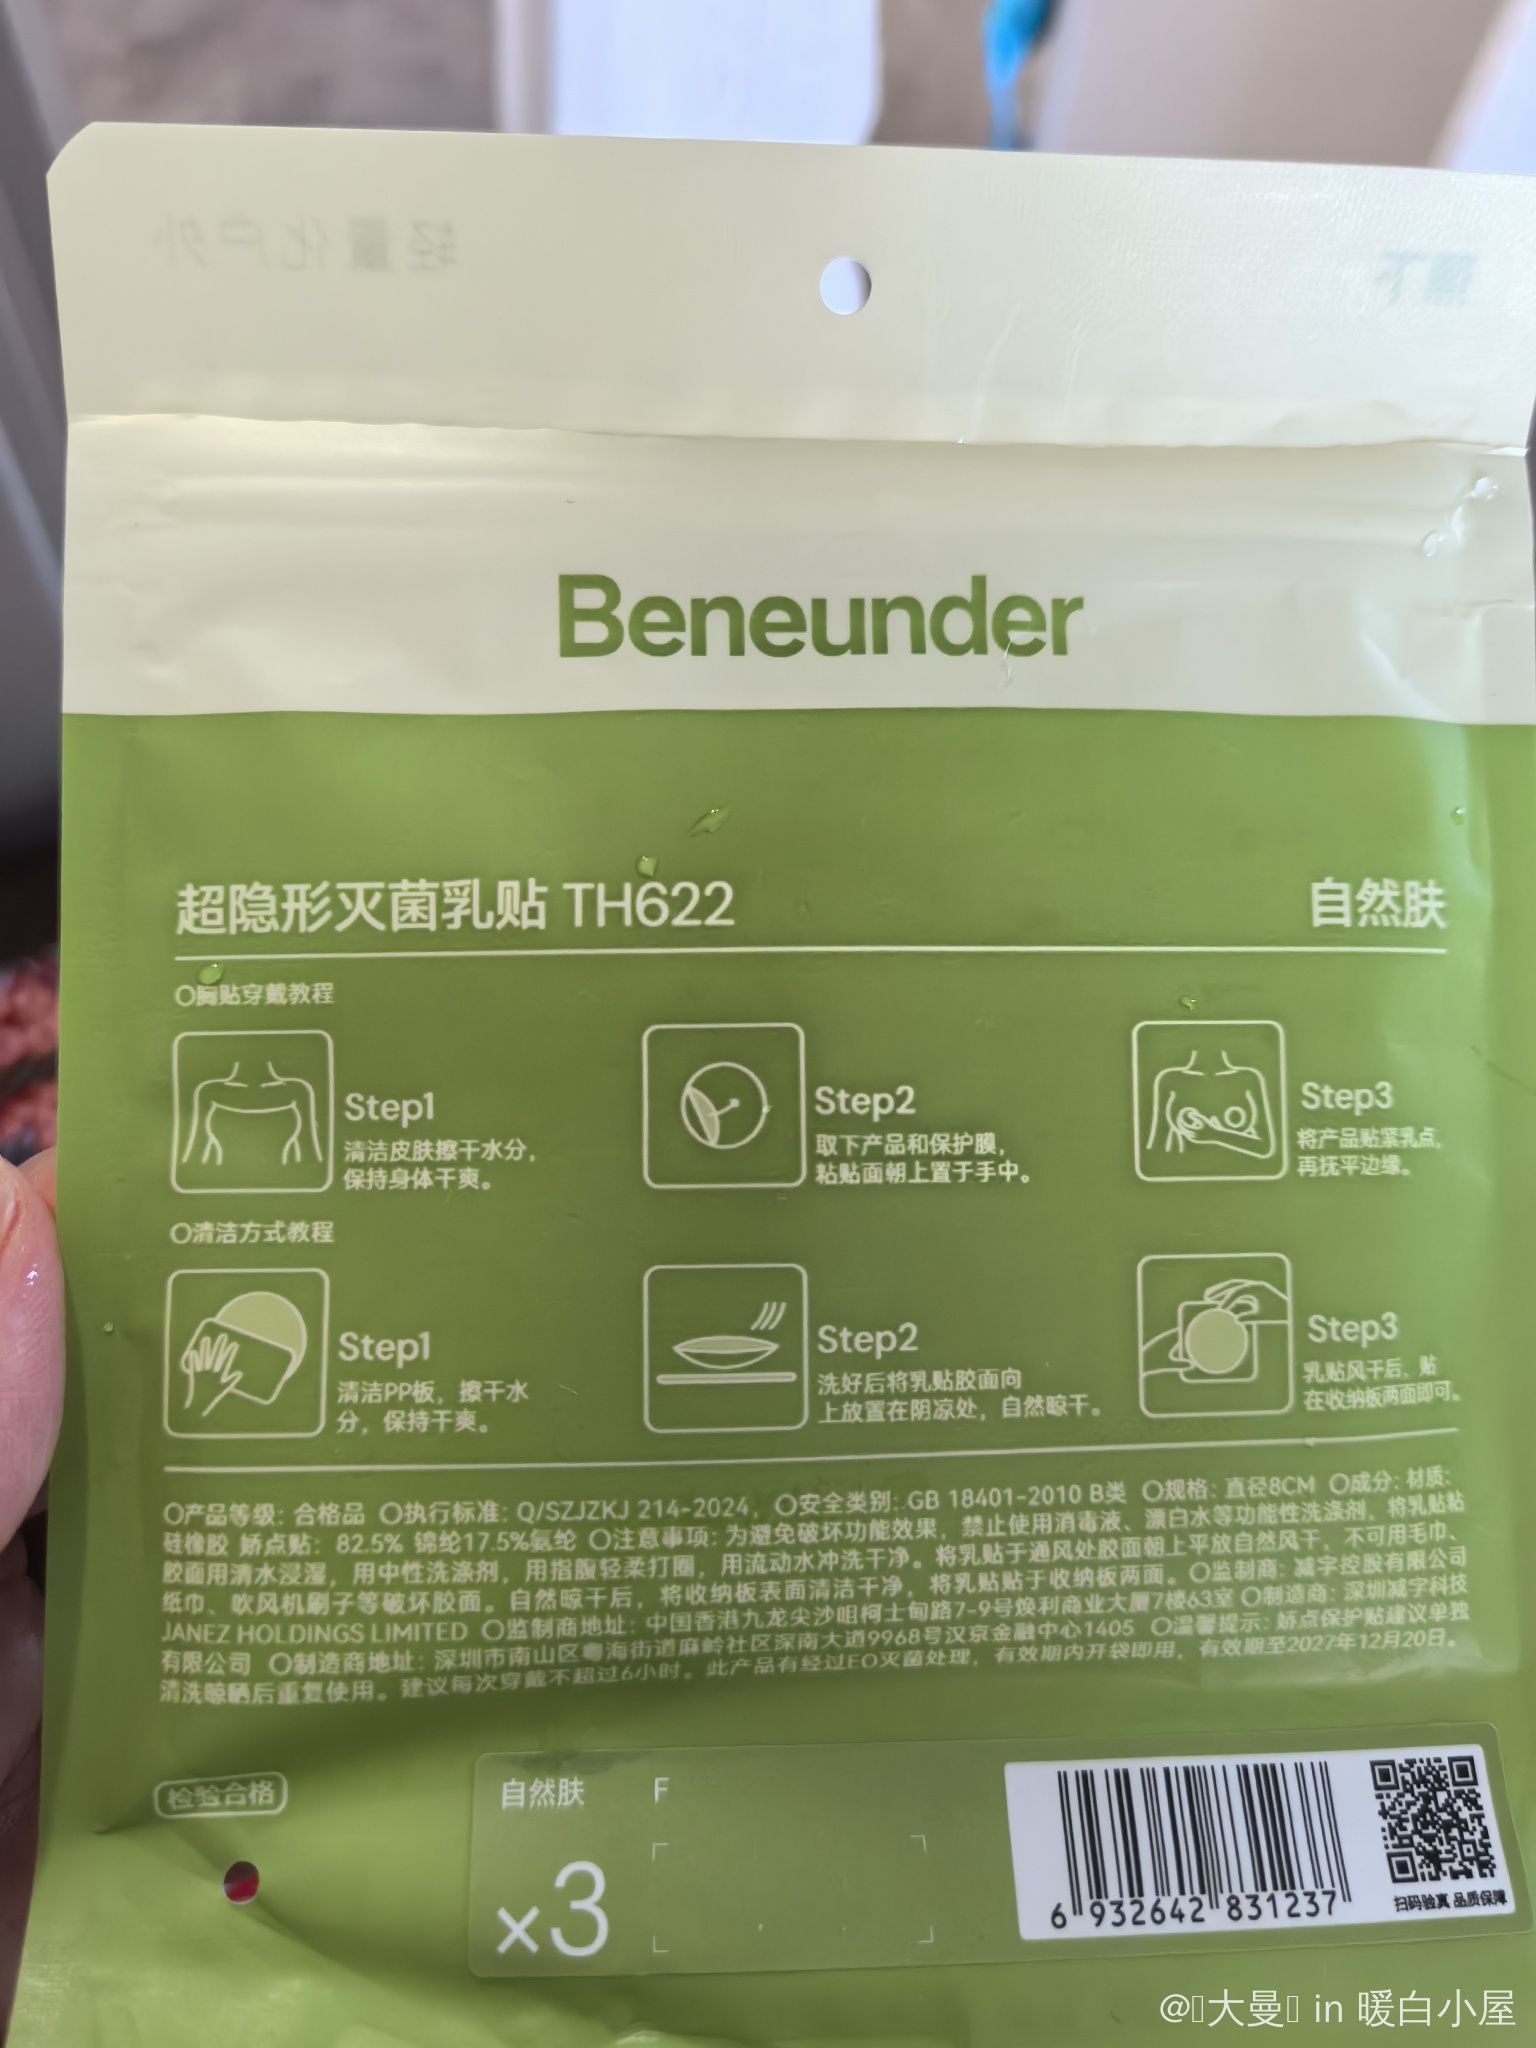 轻量化户外
蕉下
Beneunder
超隐形灭菌乳贴 TH622
自然肤
胸贴穿戴教程
Step1
清洁皮肤擦干水分，
保持身体干爽。
Step2
取下产品和保护膜，
粘贴面朝上置于手中。
Step3
将产品贴紧乳点，
再抚平边缘。
清洁方式教程
Step1
清洁PP板，擦干水
分，保持干爽。
Step2
洗好后将乳贴胶面向
上放置在阴凉处，自然晾干。
Step3
乳贴风干后，贴
在收纳板两面即可。
O产品等级：合格品 O执行标准：Q/SZJZKJ 214-2024，O安全类别：GB 18401-2010 B类 O规格：直径8CM O成分：材质：
硅橡胶 娇点贴：82.5% 锦纶17.5%氨纶 O注意事项：为避免破坏功能效果，禁止使用消毒液、漂白水等功能性洗涤剂，将乳贴粘
胶面用清水浸湿，用中性洗涤剂，用指腹轻柔打圈，用流动水冲洗干净。将乳贴于通风处胶面朝上平放自然风干，不可用毛巾、
纸巾、吹风机刷子等破坏胶面。自然晾干后，将收纳板表面清洁干净，将乳贴贴于收纳板两面。O监制商：减字控股有限公司
JANEZ HOLDINGS LIMITED O监制商地址：中国香港九龙尖沙咀柯士甸路7-9号焕利商业大厦7楼63室 O制造商：深圳减字科技
有限公司 O制造商地址：深圳市南山区粤海街道麻岭社区深南大道9968号汉京金融中心1405 O温馨提示：娇点保护贴建议单独
清洗晾晒后重复使用。建议每次穿戴不超过6小时。此产品有经过EO灭菌处理，有效期内开袋即用，有效期至2027年12月20日。
检验合格
自然肤 F
×3
6 932642 831237
扫码验真 品质保障
@大曼 in 暖白小屋